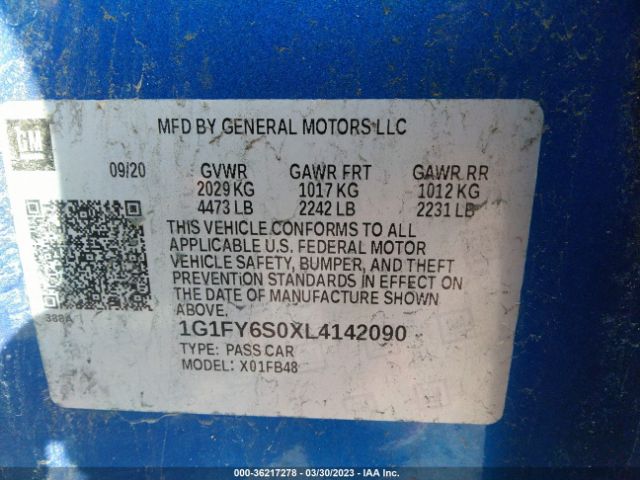 GM
MFD BY GENERAL MOTORS LLC
09/20 GVWR GAWR FRT GAWR RR
2029 KG 1017 KG 1012 KG
4473 LB 2242 LB 2231 LB
THIS VEHICLE CONFORMS TO ALL
APPLICABLE U.S. FEDERAL MOTOR
VEHICLE SAFETY, BUMPER, AND THEFT
PREVENTION STANDARDS IN EFFECT ON
THE DATE OF MANUFACTURE SHOWN
ABOVE.
1G1FY6S0XL4142090
TYPE: PASS CAR
MODEL: X01FB48
000-36217278 - 03/30/2023 - IAA Inc.